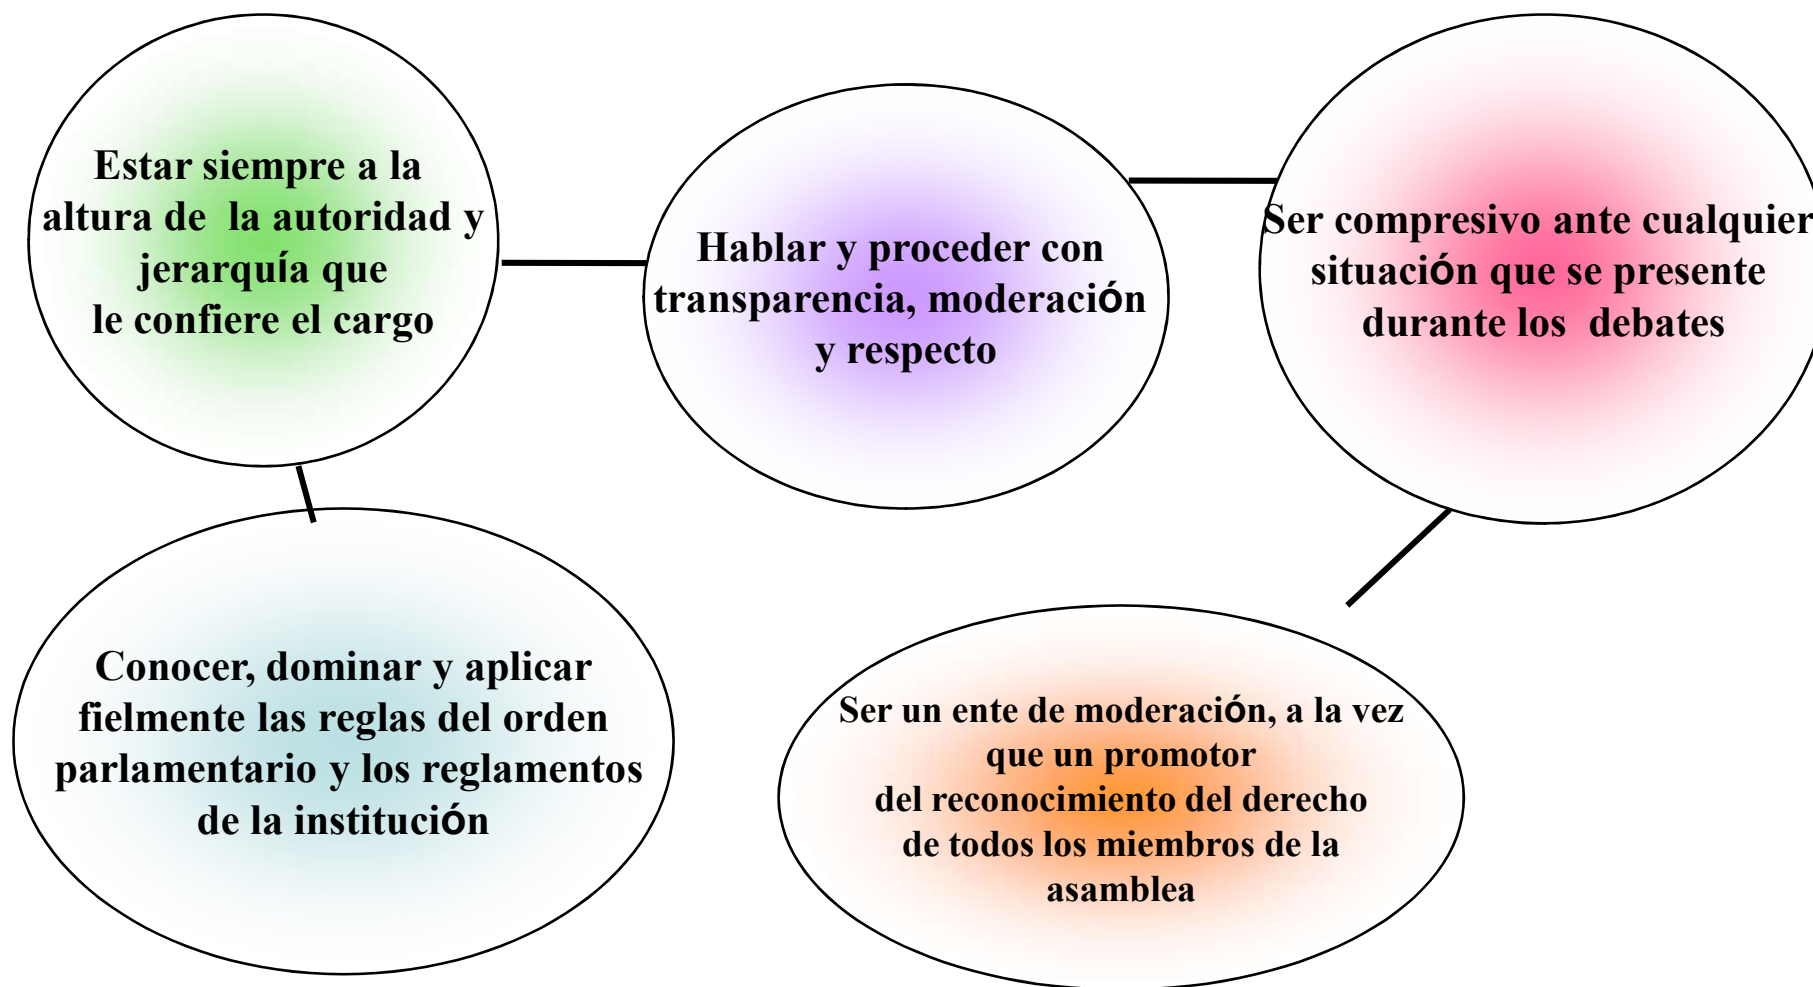 Estar siempre a la
altura de  la autoridad y
jerarquía que
le confiere el cargo
Hablar y proceder con
transparencia, moderación
y respecto
Ser compresivo ante cualquier
situación que se presente
durante los  debates
Conocer, dominar y aplicar
fielmente las reglas del orden
parlamentario y los reglamentos
de la institución
Ser un ente de moderación, a la vez
que un promotor
del reconocimiento del derecho
de todos los miembros de la
asamblea